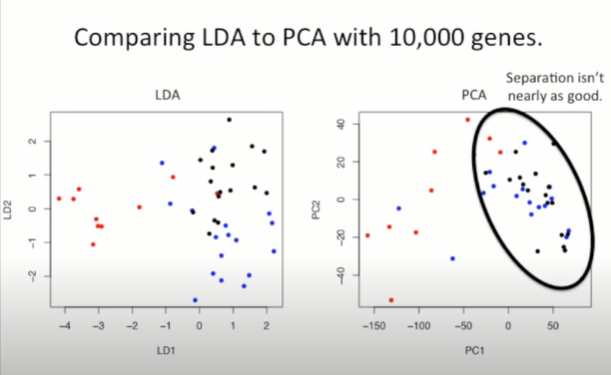 Comparing LDA to PCA with 10,000 genes.
Separation isn't
nearly as good.
LDA
PCA
LD2
2
1
0
−1
−2
−4 −3 −2 −1 0 1 2
LD1
PC2
40
20
0
−20
−40
−150 −100 −50 0 50
PC1